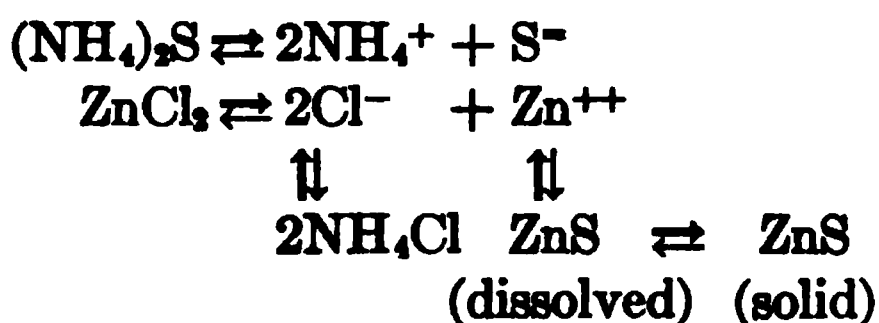 (NH₄)₂S ⇄ 2NH₄⁺ + S⁼
ZnCl₂ ⇄ 2Cl⁻ + Zn⁺⁺
⇅ ⇅
2NH₄Cl ZnS ⇄ ZnS
(dissolved) (solid)